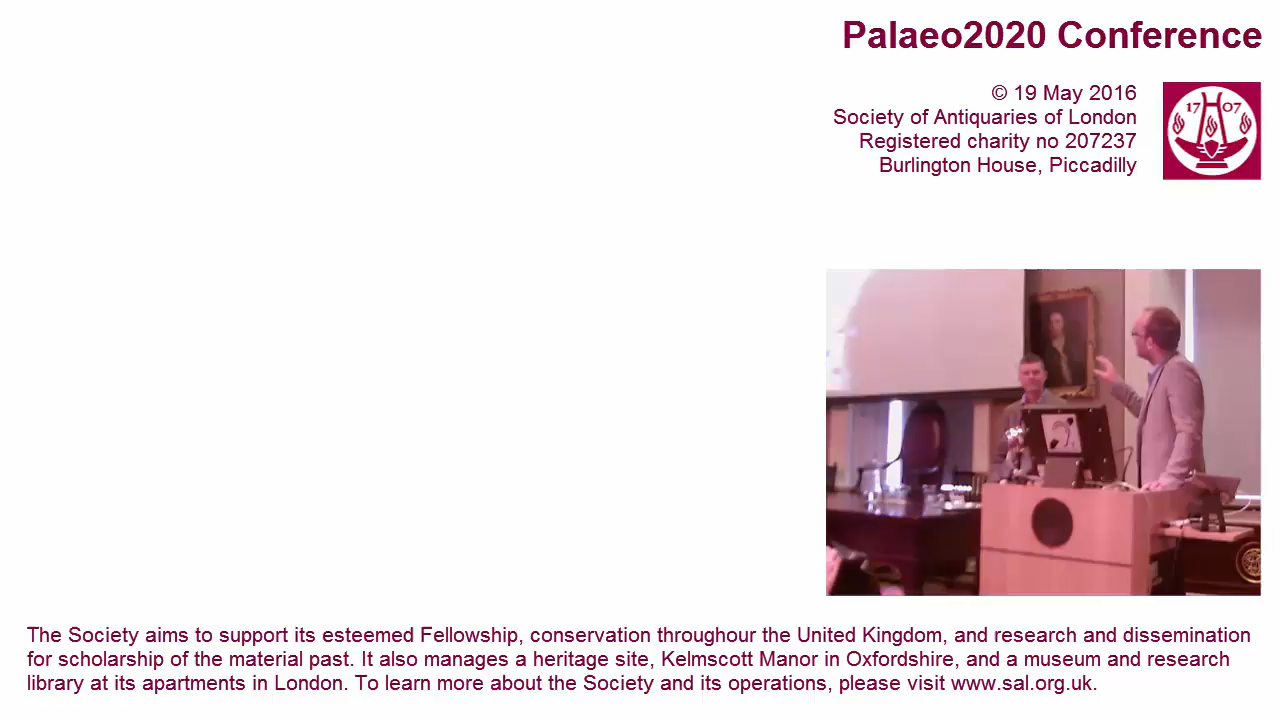 Palaeo2020 Conference
© 19 May 2016
Society of Antiquaries of London
Registered charity no 207237
Burlington House, Piccadilly
17 07
The Society aims to support its esteemed Fellowship, conservation throughour the United Kingdom, and research and dissemination
for scholarship of the material past. It also manages a heritage site, Kelmscott Manor in Oxfordshire, and a museum and research
library at its apartments in London. To learn more about the Society and its operations, please visit www.sal.org.uk.